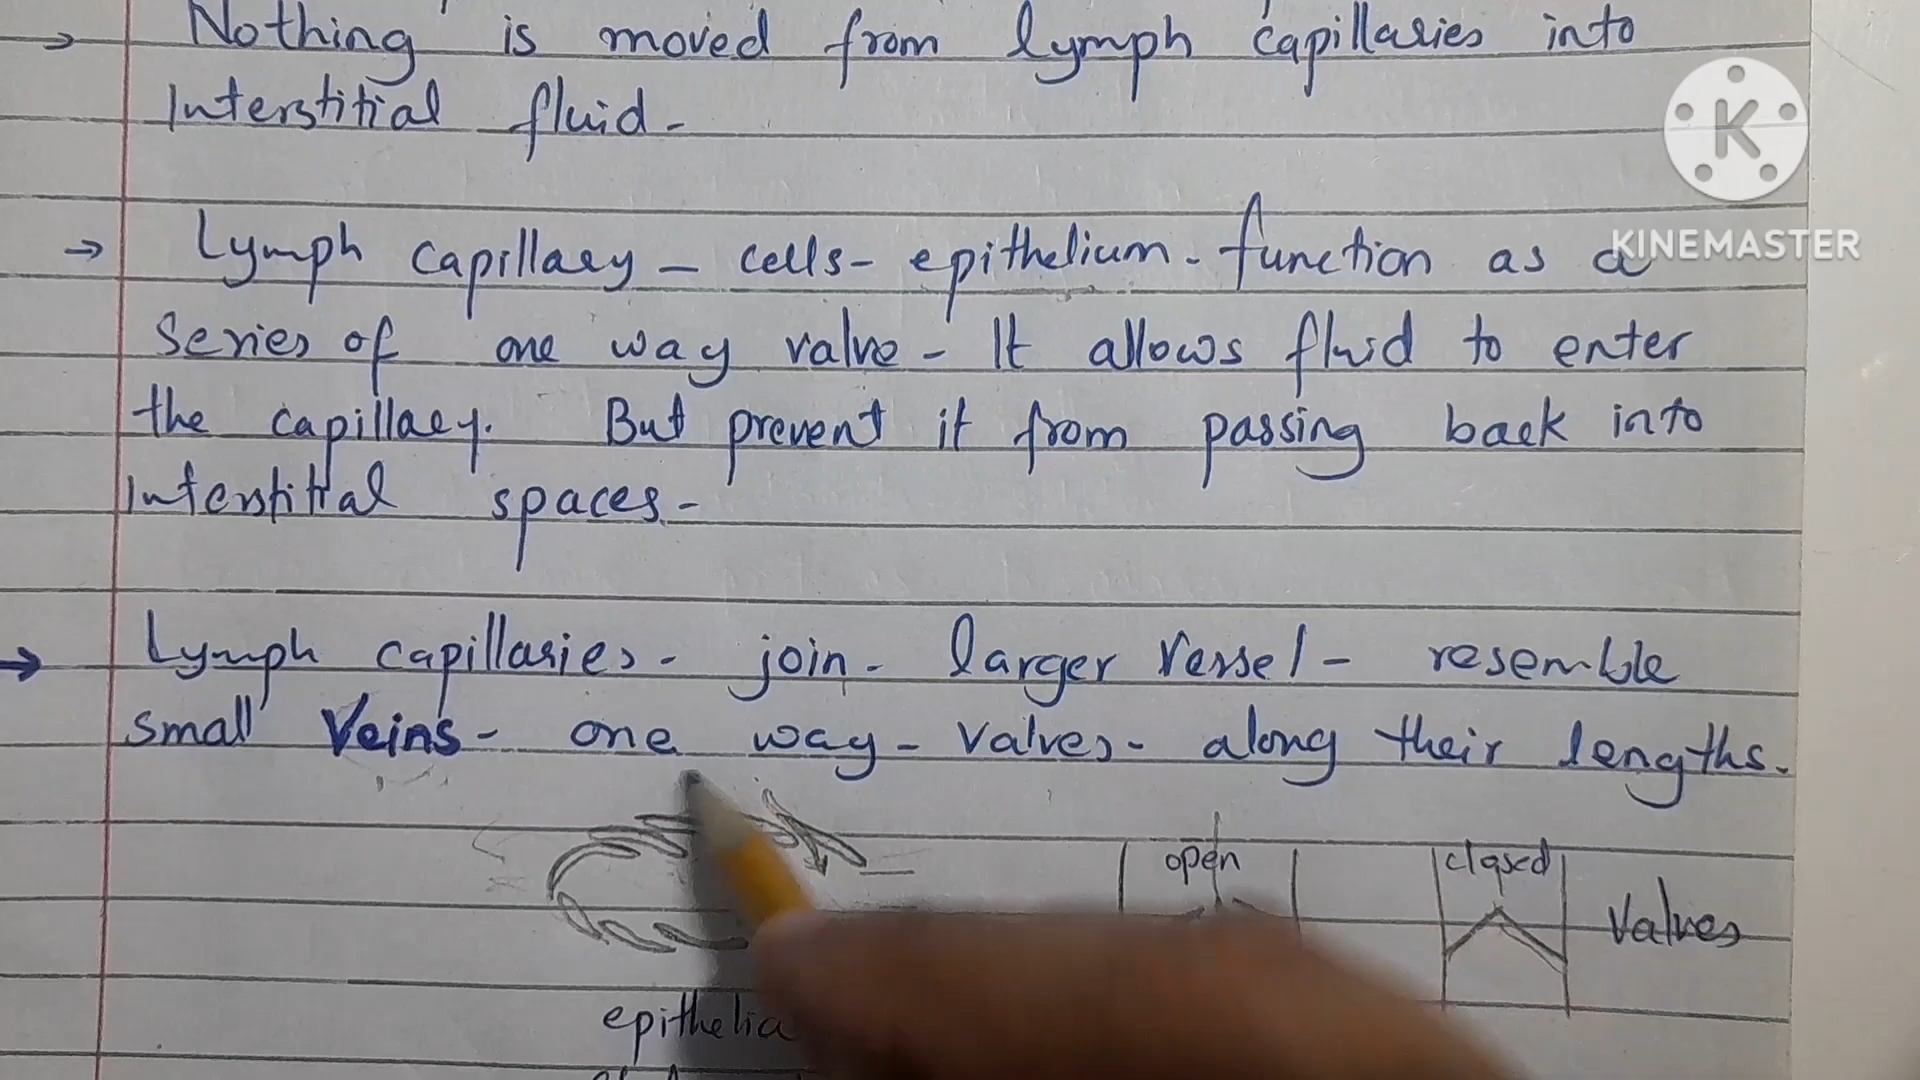 → Nothing is moved from lymph capillaries into
Interstitial fluid -
→ Lymph capillary - cells - epithelium - function as a
series of one way valve - It allows fluid to enter
the capillary. But prevent it from passing back into
Interstitial spaces -
→ Lymph capillaries - join - larger vessel - resemble
small Veins - one way - valves - along their lengths.
open closed
Valves
epithelia
K
KINEMASTER